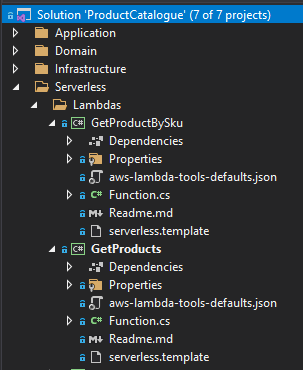 Solution 'ProductCatalogue' (7 of 7 projects)
Application
Domain
Infrastructure
Serverless
Lambdas
C# GetProductBySku
Dependencies
Properties
aws-lambda-tools-defaults.json
C# Function.cs
Readme.md
serverless.template
C# GetProducts
Dependencies
Properties
aws-lambda-tools-defaults.json
C# Function.cs
Readme.md
serverless.template